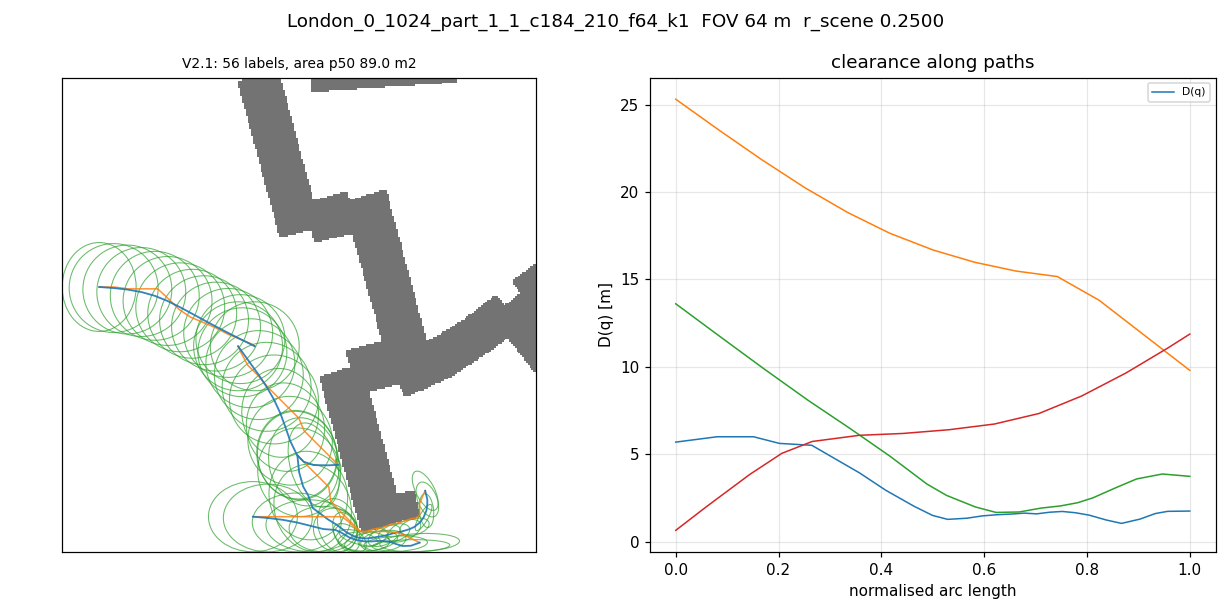 London_0_1024_part_1_1_c184_210_f64_k1 FOV 64 m r_scene 0.2500
V2.1: 56 labels, area p50 89.0 m2
clearance along paths
D(q)
D(q) [m]
25
20
15
10
5
0
0.0 0.2 0.4 0.6 0.8 1.0
normalised arc length